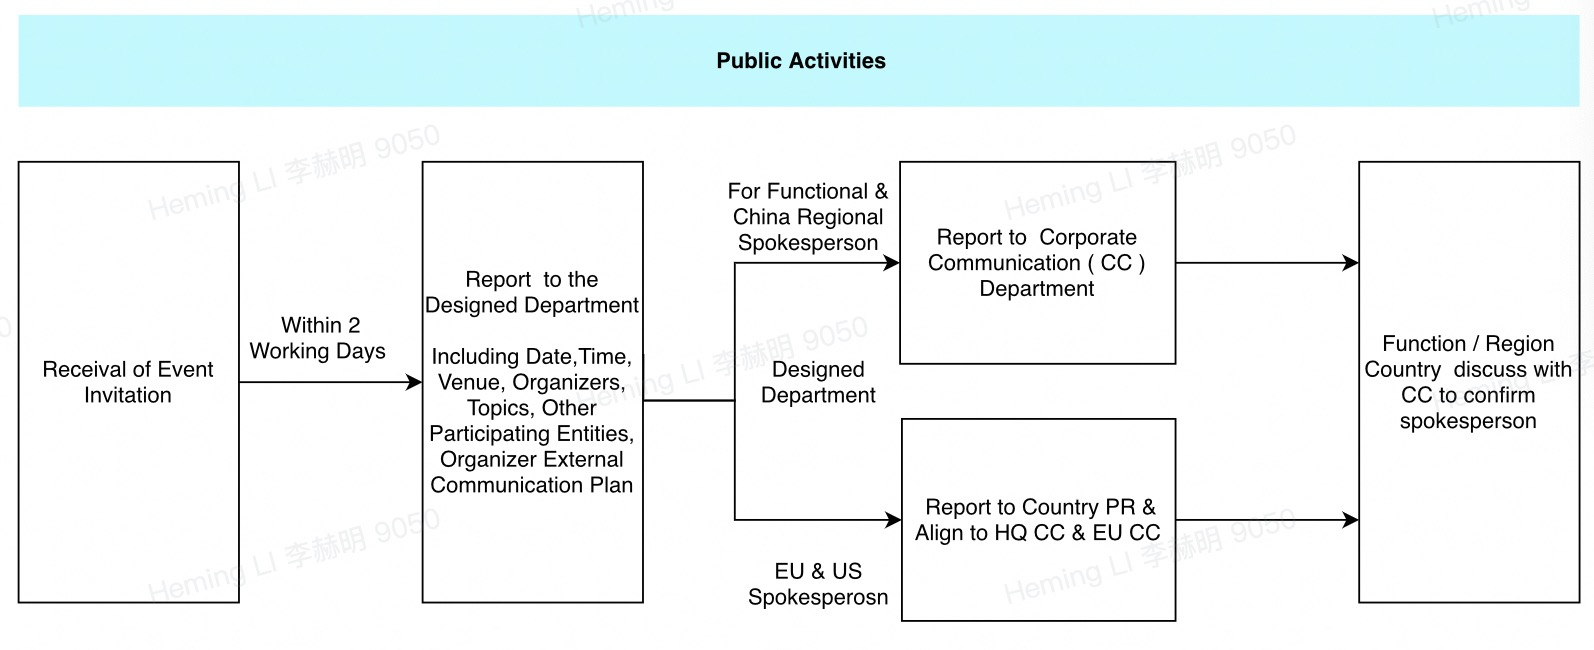 Public Activities
Receival of Event
Invitation
Within 2
Working Days
Report to the
Designed Department
Including Date,Time,
Venue, Organizers,
Topics, Other
Participating Entities,
Organizer External
Communication Plan
For Functional &
China Regional
Spokesperson
Designed
Department
EU & US
Spokesperosn
Report to Corporate
Communication ( CC )
Department
Report to Country PR &
Align to HQ CC & EU CC
Function / Region
Country discuss with
CC to confirm
spokesperson
Heming LI
Heming LI
Heming LI 李赫明 9050
Heming LI 李赫明 9050
Heming LI 李赫明 9050
Heming LI 李赫明 9050
Heming LI 李赫明 9050